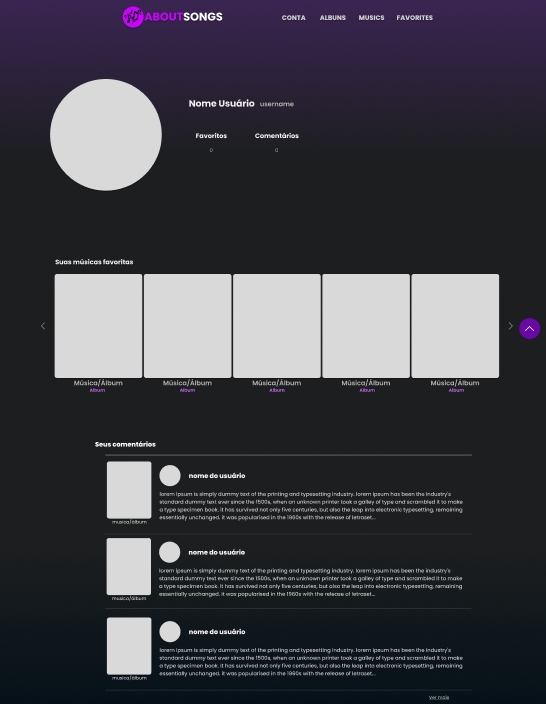 ABOUTSONGS
CONTA ALBUNS MUSICS FAVORITES
Nome Usuário username
Favoritos Comentários
0 0
Suas músicas favoritas
Música/Álbum Música/Álbum Música/Álbum Música/Álbum Música/Álbum
Album Album Album Album Album
Seus comentários
nome do usuário
lorem ipsum is simply dummy text of the printing and typesetting industry. lorem ipsum has been the industry's
standard dummy text ever since the 1500s, when an unknown printer took a galley of type and scrambled it to make
a type specimen book. it has survived not only five centuries, but also the leap into electronic typesetting, remaining
essentially unchanged. it was popularised in the 1960s with the release of letraset...
musica/álbum
nome do usuário
lorem ipsum is simply dummy text of the printing and typesetting industry. lorem ipsum has been the industry's
standard dummy text ever since the 1500s, when an unknown printer took a galley of type and scrambled it to make
a type specimen book. it has survived not only five centuries, but also the leap into electronic typesetting, remaining
essentially unchanged. it was popularised in the 1960s with the release of letraset...
musica/álbum
nome do usuário
lorem ipsum is simply dummy text of the printing and typesetting industry. lorem ipsum has been the industry's
standard dummy text ever since the 1500s, when an unknown printer took a galley of type and scrambled it to make
a type specimen book. it has survived not only five centuries, but also the leap into electronic typesetting, remaining
essentially unchanged. it was popularised in the 1960s with the release of letraset...
musica/álbum
Ver mais